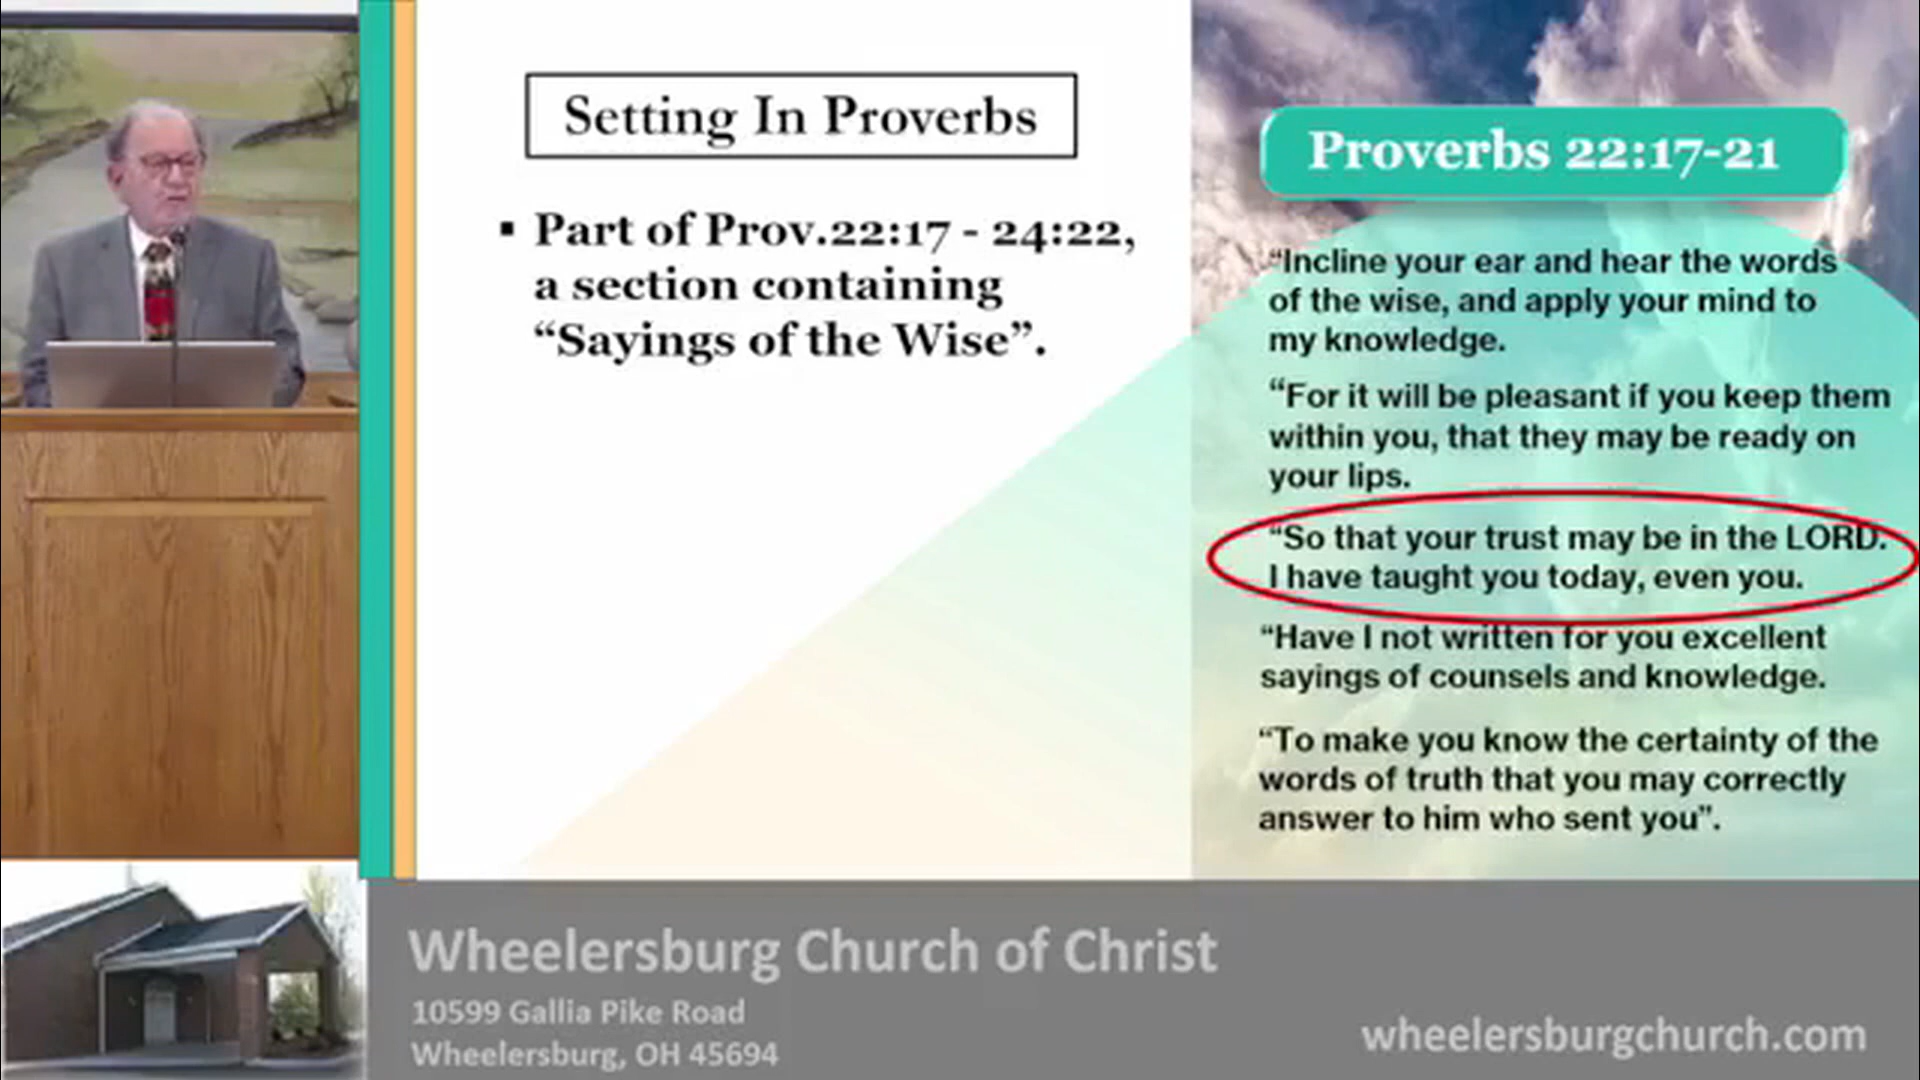 Setting In Proverbs
▪ Part of Prov.22:17 - 24:22,
a section containing
“Sayings of the Wise”.
Proverbs 22:17-21
“Incline your ear and hear the words
of the wise, and apply your mind to
my knowledge.
“For it will be pleasant if you keep them
within you, that they may be ready on
your lips.
“So that your trust may be in the LORD.
I have taught you today, even you.
“Have I not written for you excellent
sayings of counsels and knowledge.
“To make you know the certainty of the
words of truth that you may correctly
answer to him who sent you”.
Wheelersburg Church of Christ
10599 Gallia Pike Road
Wheelersburg, OH 45694
wheelersburgchurch.com